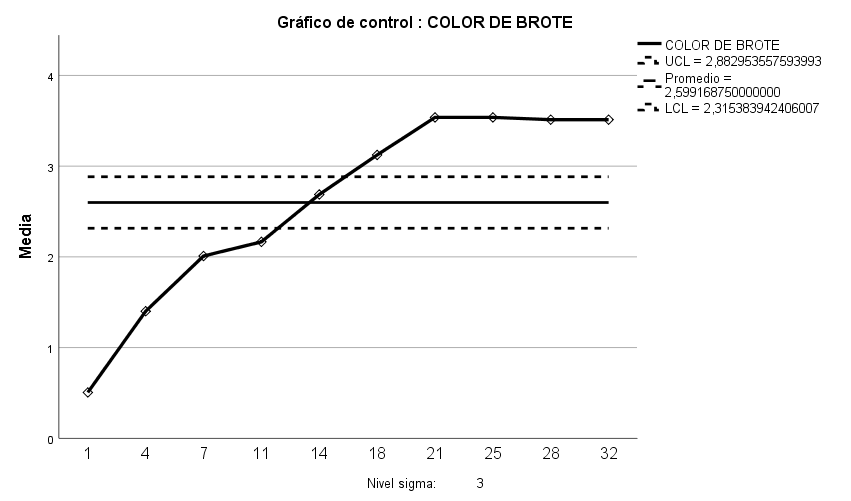 Gráfico de control : COLOR DE BROTE
COLOR DE BROTE
UCL = 2,882953557593993
Promedio =
2,599168750000000
LCL = 2,315383942406007
4
3
2
1
0
Media
1 4 7 11 14 18 21 25 28 32
Nivel sigma: 3